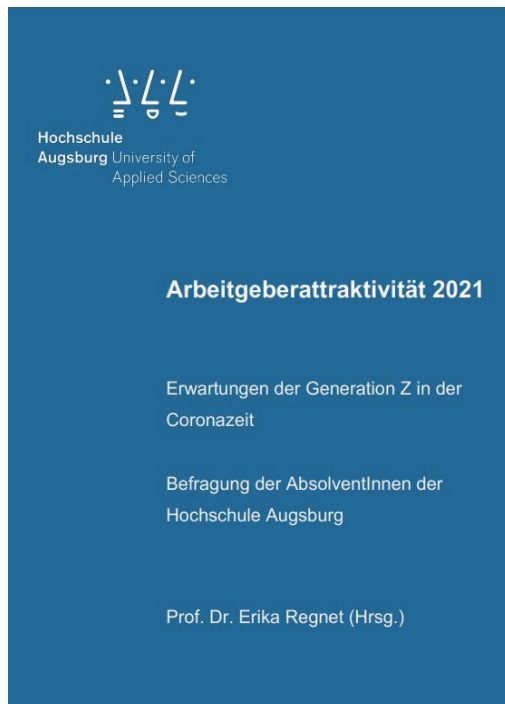 Hochschule
Augsburg University of
Applied Sciences
Arbeitgeberattraktivität 2021
Erwartungen der Generation Z in der
Coronazeit
Befragung der AbsolventInnen der
Hochschule Augsburg
Prof. Dr. Erika Regnet (Hrsg.)